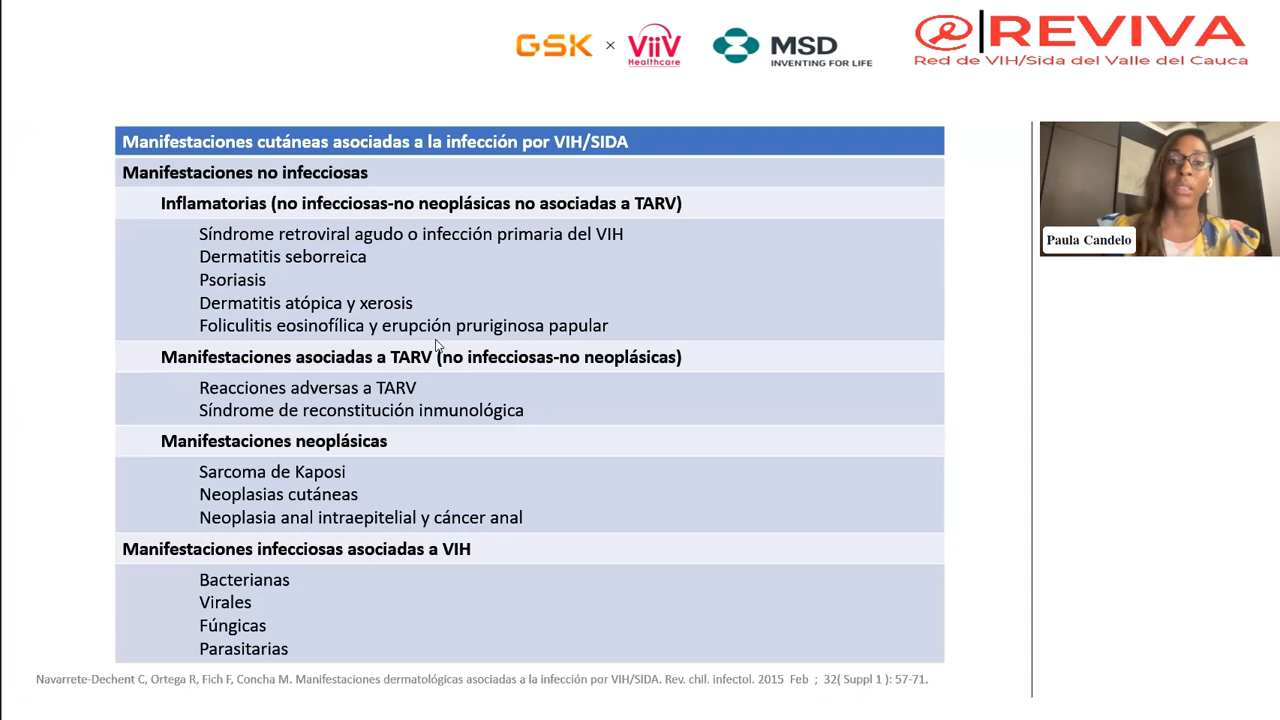 GSK × ViiV Healthcare
MSD
INVENTING FOR LIFE
REVIVA
Red de VIH/Sida del Valle del Cauca
Manifestaciones cutáneas asociadas a la infección por VIH/SIDA
Manifestaciones no infecciosas
Inflamatorias (no infecciosas-no neoplásicas no asociadas a TARV)
Síndrome retroviral agudo o infección primaria del VIH
Dermatitis seborreica
Psoriasis
Dermatitis atópica y xerosis
Foliculitis eosinofílica y erupción pruriginosa papular
Manifestaciones asociadas a TARV (no infecciosas-no neoplásicas)
Reacciones adversas a TARV
Síndrome de reconstitución inmunológica
Manifestaciones neoplásicas
Sarcoma de Kaposi
Neoplasias cutáneas
Neoplasia anal intraepitelial y cáncer anal
Manifestaciones infecciosas asociadas a VIH
Bacterianas
Virales
Fúngicas
Parasitarias
Navarrete-Dechent C, Ortega R, Fich F, Concha M. Manifestaciones dermatológicas asociadas a la infección por VIH/SIDA. Rev. chil. infectol. 2015 Feb ; 32( Suppl 1 ): 57-71.
Paula Candelo